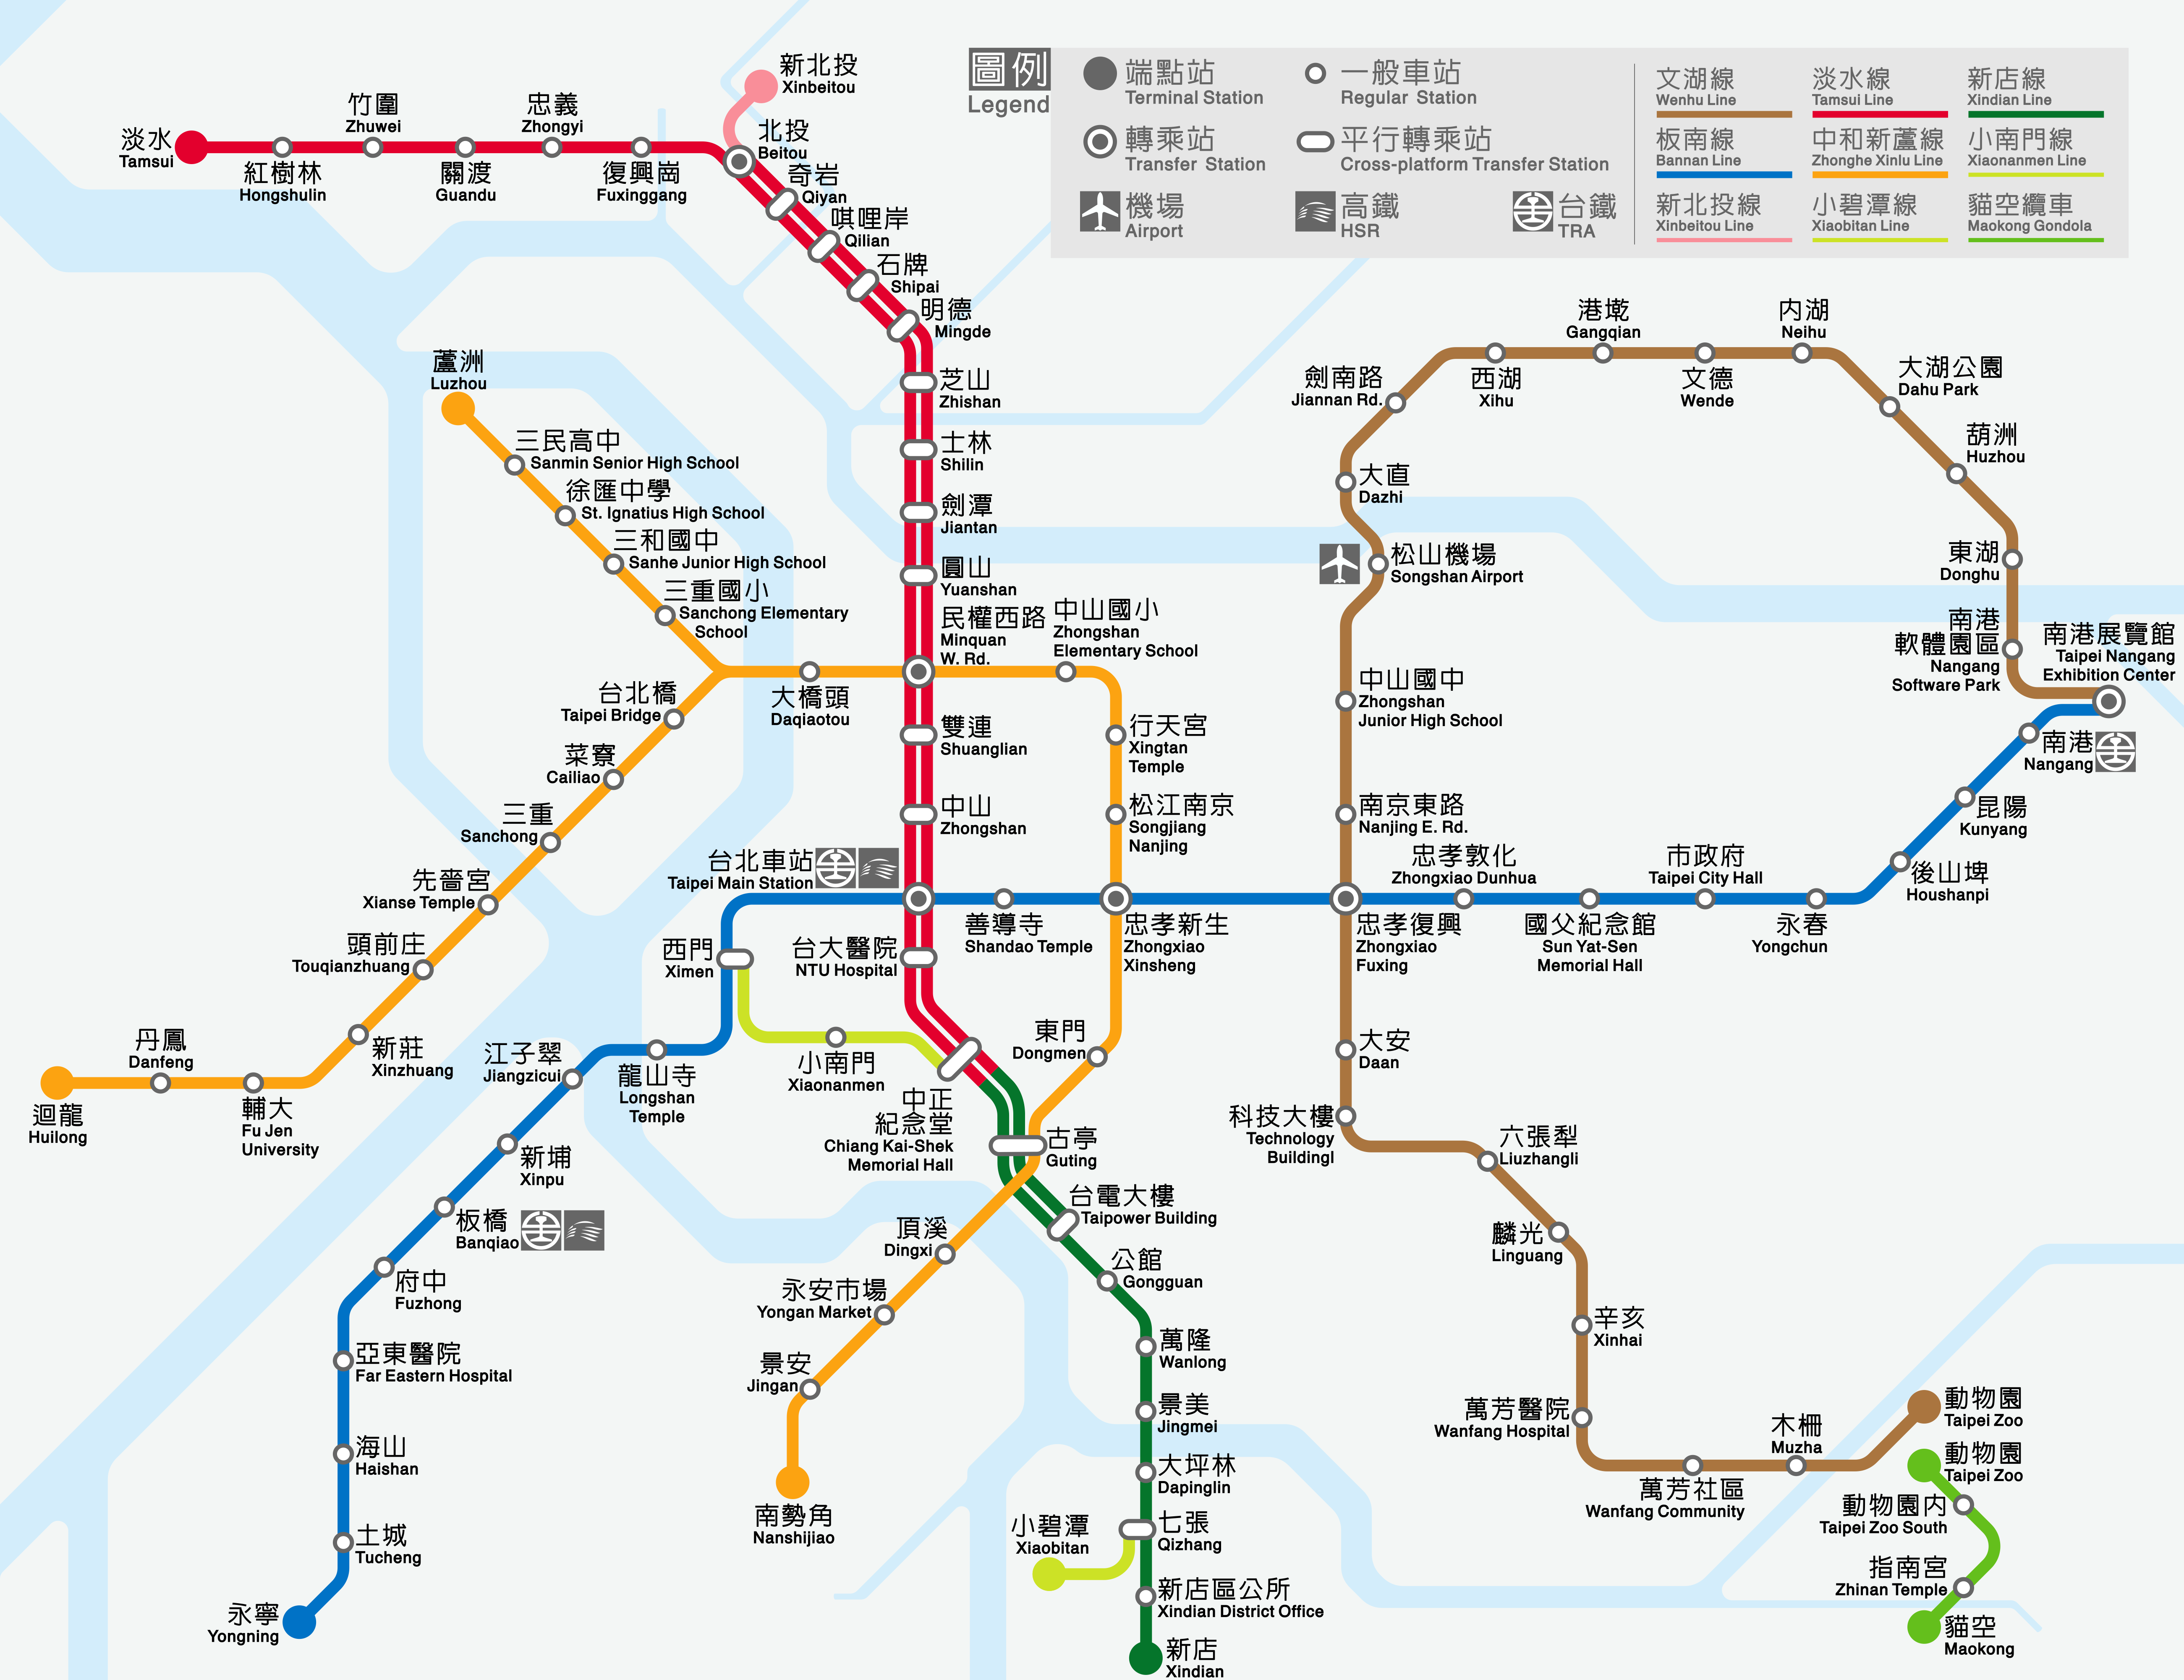 圖例
Legend
端點站
Terminal Station
一般車站
Regular Station
轉乘站
Transfer Station
平行轉乘站
Cross-platform Transfer Station
機場
Airport
高鐵
HSR
台鐵
TRA
文湖線
Wenhu Line
淡水線
Tamsui Line
新店線
Xindian Line
板南線
Bannan Line
中和新蘆線
Zhonghe Xinlu Line
小南門線
Xiaonanmen Line
新北投線
Xinbeitou Line
小碧潭線
Xiaobitan Line
貓空纜車
Maokong Gondola
新北投
Xinbeitou
淡水
Tamsui
紅樹林
Hongshulin
竹圍
Zhuwei
關渡
Guandu
忠義
Zhongyi
復興崗
Fuxinggang
北投
Beitou
奇岩
Qiyan
唭哩岸
Qilian
石牌
Shipai
明德
Mingde
芝山
Zhishan
士林
Shilin
劍潭
Jiantan
圓山
Yuanshan
民權西路
Minquan
W. Rd.
雙連
Shuanglian
中山
Zhongshan
台北車站
Taipei Main Station
台大醫院
NTU Hospital
中正
紀念堂
Chiang Kai-Shek
Memorial Hall
蘆洲
Luzhou
三民高中
Sanmin Senior High School
徐匯中學
St. Ignatius High School
三和國中
Sanhe Junior High School
三重國小
Sanchong Elementary
School
大橋頭
Daqiaotou
台北橋
Taipei Bridge
菜寮
Cailiao
三重
Sanchong
先嗇宮
Xianse Temple
頭前庄
Touqianzhuang
新莊
Xinzhuang
輔大
Fu Jen
University
丹鳳
Danfeng
迴龍
Huilong
中山國小
Zhongshan
Elementary School
行天宮
Xingtan
Temple
松江南京
Songjiang
Nanjing
忠孝新生
Zhongxiao
Xinsheng
東門
Dongmen
古亭
Guting
頂溪
Dingxi
永安市場
Yongan Market
景安
Jingan
南勢角
Nanshijiao
台電大樓
Taipower Building
公館
Gongguan
萬隆
Wanlong
景美
Jingmei
大坪林
Dapinglin
七張
Qizhang
小碧潭
Xiaobitan
新店區公所
Xindian District Office
新店
Xindian
西門
Ximen
小南門
Xiaonanmen
善導寺
Shandao Temple
龍山寺
Longshan
Temple
江子翠
Jiangzicui
新埔
Xinpu
板橋
Banqiao
府中
Fuzhong
亞東醫院
Far Eastern Hospital
海山
Haishan
土城
Tucheng
永寧
Yongning
忠孝復興
Zhongxiao
Fuxing
忠孝敦化
Zhongxiao Dunhua
國父紀念館
Sun Yat-Sen
Memorial Hall
市政府
Taipei City Hall
永春
Yongchun
後山埤
Houshanpi
昆陽
Kunyang
南港
Nangang
南港展覽館
Taipei Nangang
Exhibition Center
南港
軟體園區
Nangang
Software Park
東湖
Donghu
葫洲
Huzhou
大湖公園
Dahu Park
內湖
Neihu
文德
Wende
港墘
Gangqian
西湖
Xihu
劍南路
Jiannan Rd.
大直
Dazhi
松山機場
Songshan Airport
中山國中
Zhongshan
Junior High School
南京東路
Nanjing E. Rd.
大安
Daan
科技大樓
Technology
Buildingl
六張犁
Liuzhangli
麟光
Linguang
辛亥
Xinhai
萬芳醫院
Wanfang Hospital
萬芳社區
Wanfang Community
木柵
Muzha
動物園
Taipei Zoo
動物園
Taipei Zoo
動物園內
Taipei Zoo South
指南宮
Zhinan Temple
貓空
Maokong